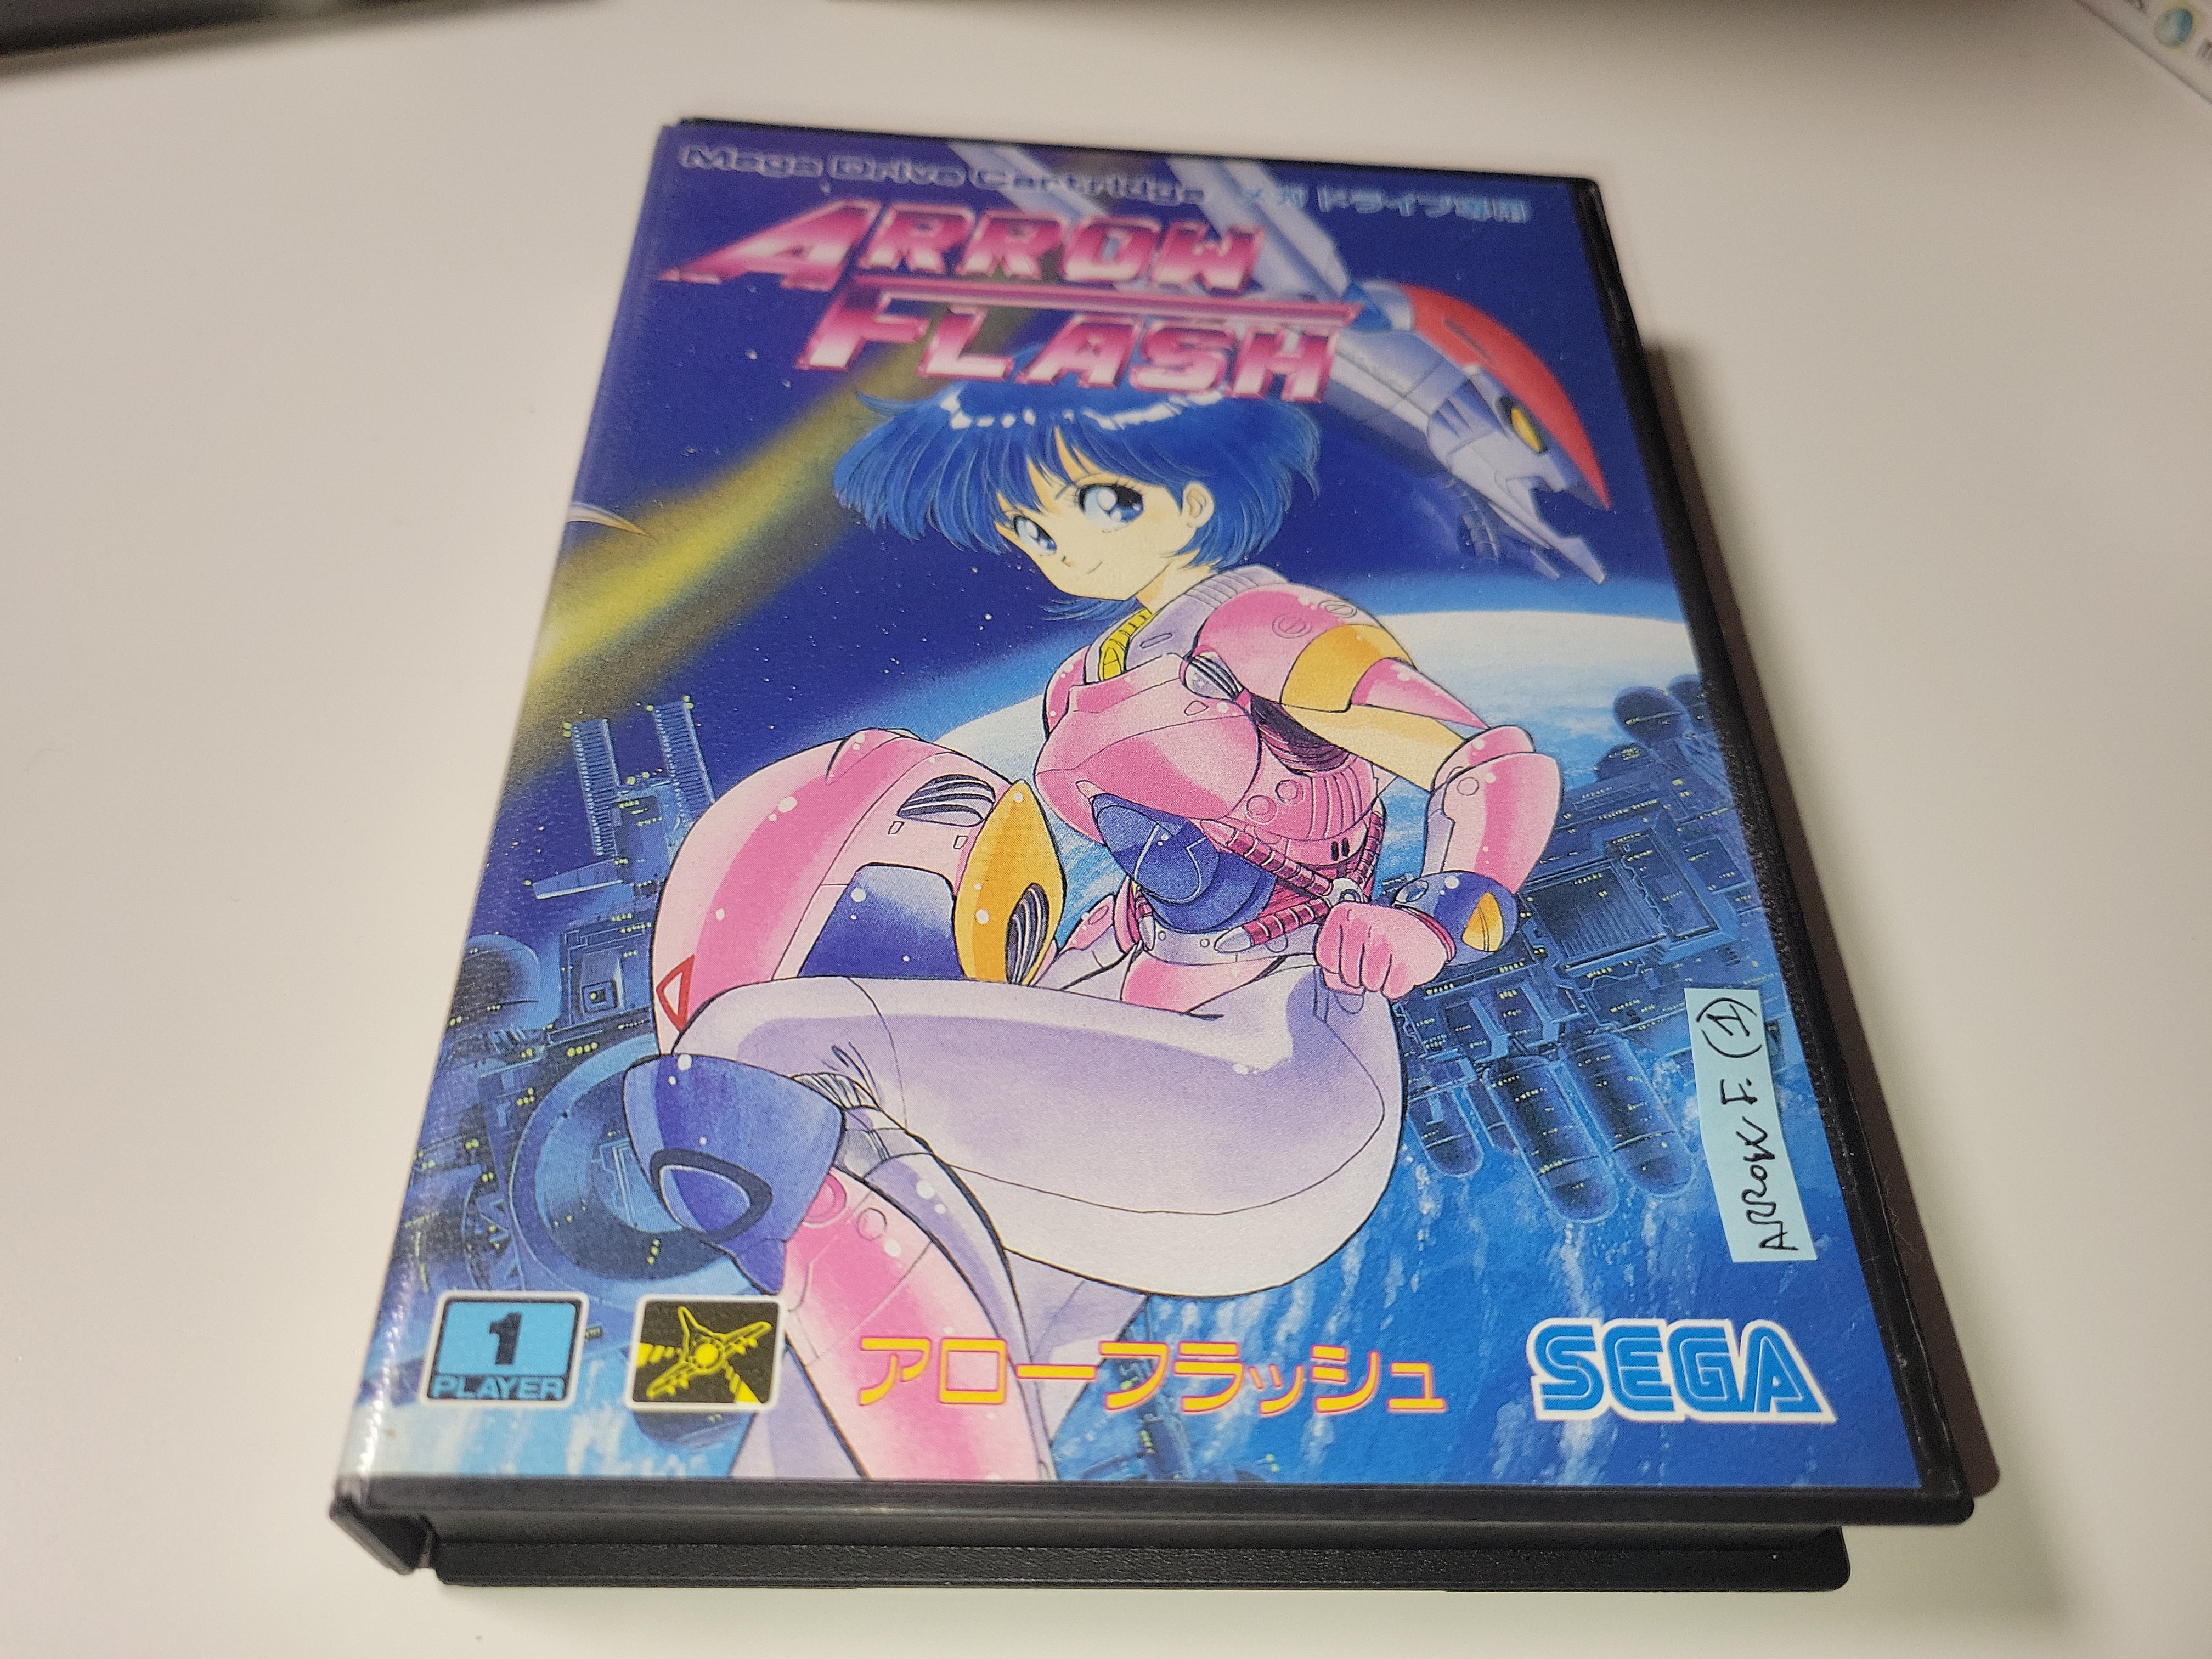 Mega Drive Cartridge メガドライブ専用
ARROW
FLASH
ARROW F. (1)
1
PLAYER
アローフラッシュ
SEGA